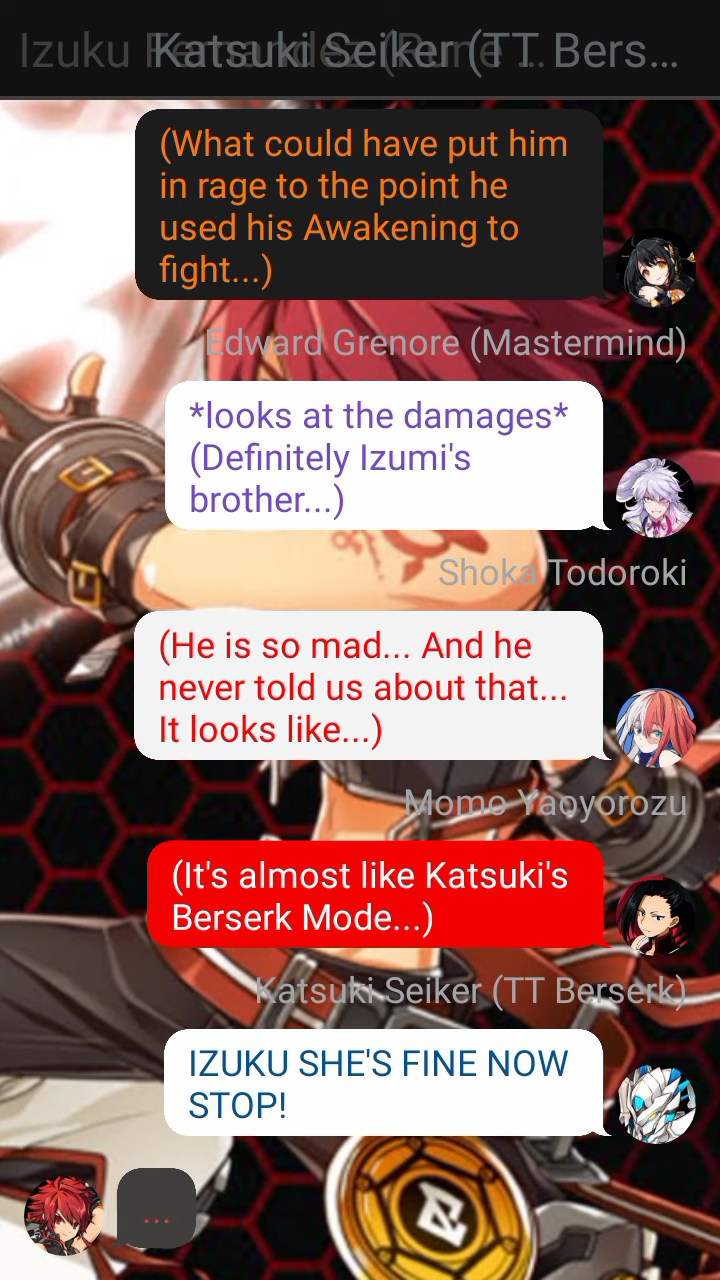 Izuku Fernandez (Rune ...
Katsuki Seiker (TT Bers...
(What could have put him
in rage to the point he
used his Awakening to
fight...)
Edward Grenore (Mastermind)
*looks at the damages*
(Definitely Izumi's
brother...)
Shoka Todoroki
(He is so mad... And he
never told us about that...
It looks like...)
Momo Yaoyorozu
(It's almost like Katsuki's
Berserk Mode...)
Katsuki Seiker (TT Berserk)
IZUKU SHE'S FINE NOW
STOP!
...